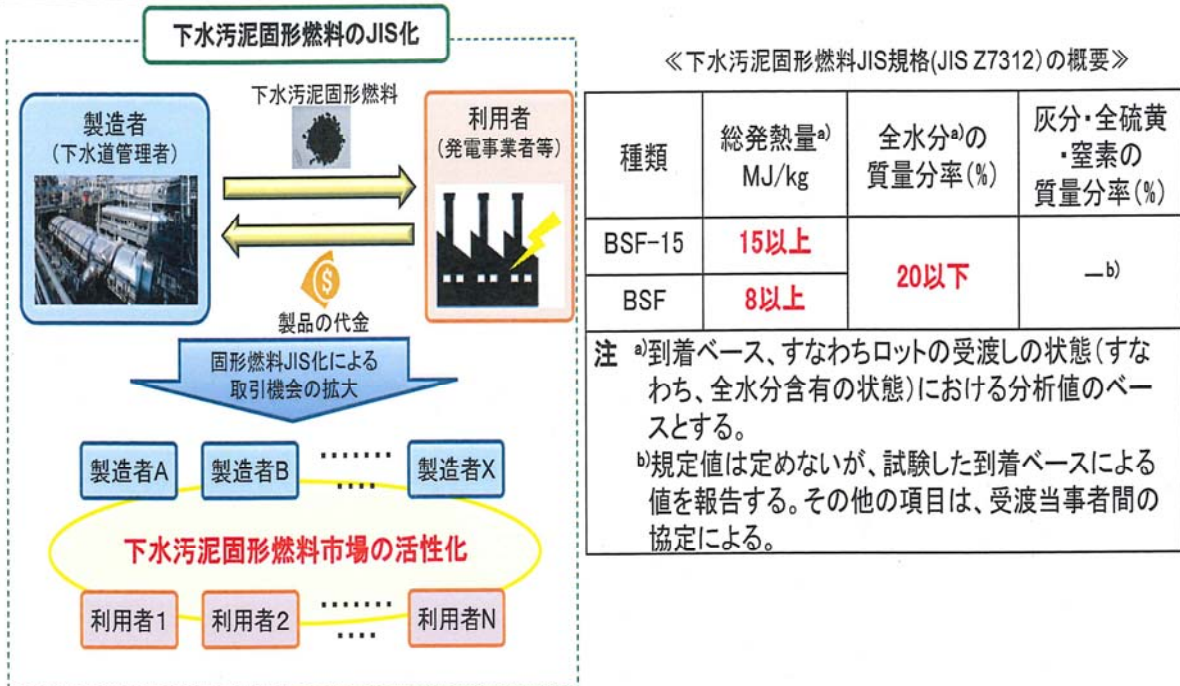 下水汚泥固形燃料のJIS化
下水汚泥固形燃料
製造者
(下水道管理者)
利用者
(発電事業者等)
$
製品の代金
固形燃料JIS化による
取引機会の拡大
製造者A
製造者B
‥‥‥‥
‥‥
製造者X
下水汚泥固形燃料市場の活性化
利用者1
利用者2
‥‥‥‥
‥‥
利用者N
≪下水汚泥固形燃料JIS規格(JIS Z7312)の概要≫
種類
総発熱量a)
MJ/kg
全水分a)の
質量分率(%)
灰分・全硫黄
・窒素の
質量分率(%)
BSF-15
15以上
20以下
―b)
BSF
8以上
注 a)到着ベース、すなわちロットの受渡しの状態(すな
わち、全水分含有の状態)における分析値のベー
スとする。
b)規定値は定めないが、試験した到着ベースによる
値を報告する。その他の項目は、受渡当事者間の
協定による。